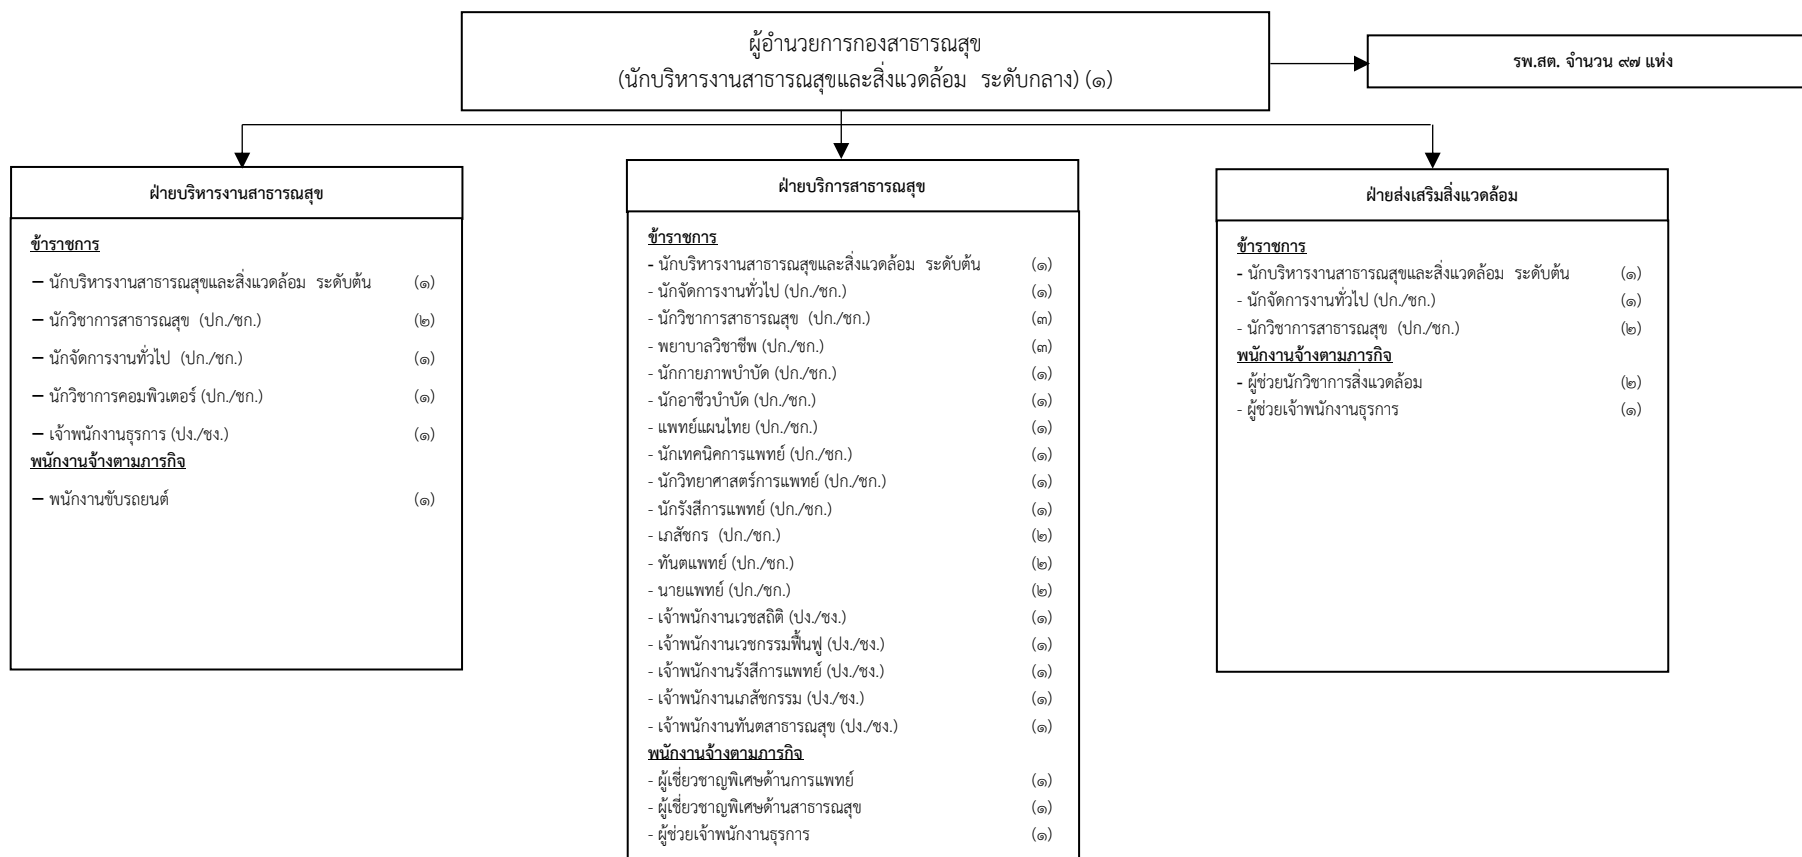 ผู้อำนวยการกองสาธารณสุข
(นักบริหารงานสาธารณสุขและสิ่งแวดล้อม ระดับกลาง) (๑)
รพ.สต. จำนวน ๙๗ แห่ง
ฝ่ายบริหารงานสาธารณสุข
ข้าราชการ
– นักบริหารงานสาธารณสุขและสิ่งแวดล้อม ระดับต้น (๑)
– นักวิชาการสาธารณสุข (ปก./ชก.) (๒)
– นักจัดการงานทั่วไป (ปก./ชก.) (๑)
– นักวิชาการคอมพิวเตอร์ (ปก./ชก.) (๑)
– เจ้าพนักงานธุรการ (ปง./ชง.) (๑)
พนักงานจ้างตามภารกิจ
– พนักงานขับรถยนต์ (๑)
ฝ่ายบริการสาธารณสุข
ข้าราชการ
- นักบริหารงานสาธารณสุขและสิ่งแวดล้อม ระดับต้น (๑)
- นักจัดการงานทั่วไป (ปก./ชก.) (๑)
- นักวิชาการสาธารณสุข (ปก./ชก.) (๓)
- พยาบาลวิชาชีพ (ปก./ชก.) (๓)
- นักกายภาพบำบัด (ปก./ชก.) (๑)
- นักอาชีวบำบัด (ปก./ชก.) (๑)
- แพทย์แผนไทย (ปก./ชก.) (๑)
- นักเทคนิคการแพทย์ (ปก./ชก.) (๑)
- นักวิทยาศาสตร์การแพทย์ (ปก./ชก.) (๑)
- นักรังสีการแพทย์ (ปก./ชก.) (๑)
- เภสัชกร (ปก./ชก.) (๒)
- ทันตแพทย์ (ปก./ชก.) (๒)
- นายแพทย์ (ปก./ชก.) (๒)
- เจ้าพนักงานเวชสถิติ (ปง./ชง.) (๑)
- เจ้าพนักงานเวชกรรมฟื้นฟู (ปง./ชง.) (๑)
- เจ้าพนักงานรังสีการแพทย์ (ปง./ชง.) (๑)
- เจ้าพนักงานเภสัชกรรม (ปง./ชง.) (๑)
- เจ้าพนักงานทันตสาธารณสุข (ปง./ชง.) (๑)
พนักงานจ้างตามภารกิจ
- ผู้เชี่ยวชาญพิเศษด้านการแพทย์ (๑)
- ผู้เชี่ยวชาญพิเศษด้านสาธารณสุข (๑)
- ผู้ช่วยเจ้าพนักงานธุรการ (๑)
ฝ่ายส่งเสริมสิ่งแวดล้อม
ข้าราชการ
- นักบริหารงานสาธารณสุขและสิ่งแวดล้อม ระดับต้น (๑)
- นักจัดการงานทั่วไป (ปก./ชก.) (๑)
- นักวิชาการสาธารณสุข (ปก./ชก.) (๒)
พนักงานจ้างตามภารกิจ
- ผู้ช่วยนักวิชาการสิ่งแวดล้อม (๒)
- ผู้ช่วยเจ้าพนักงานธุรการ (๑)